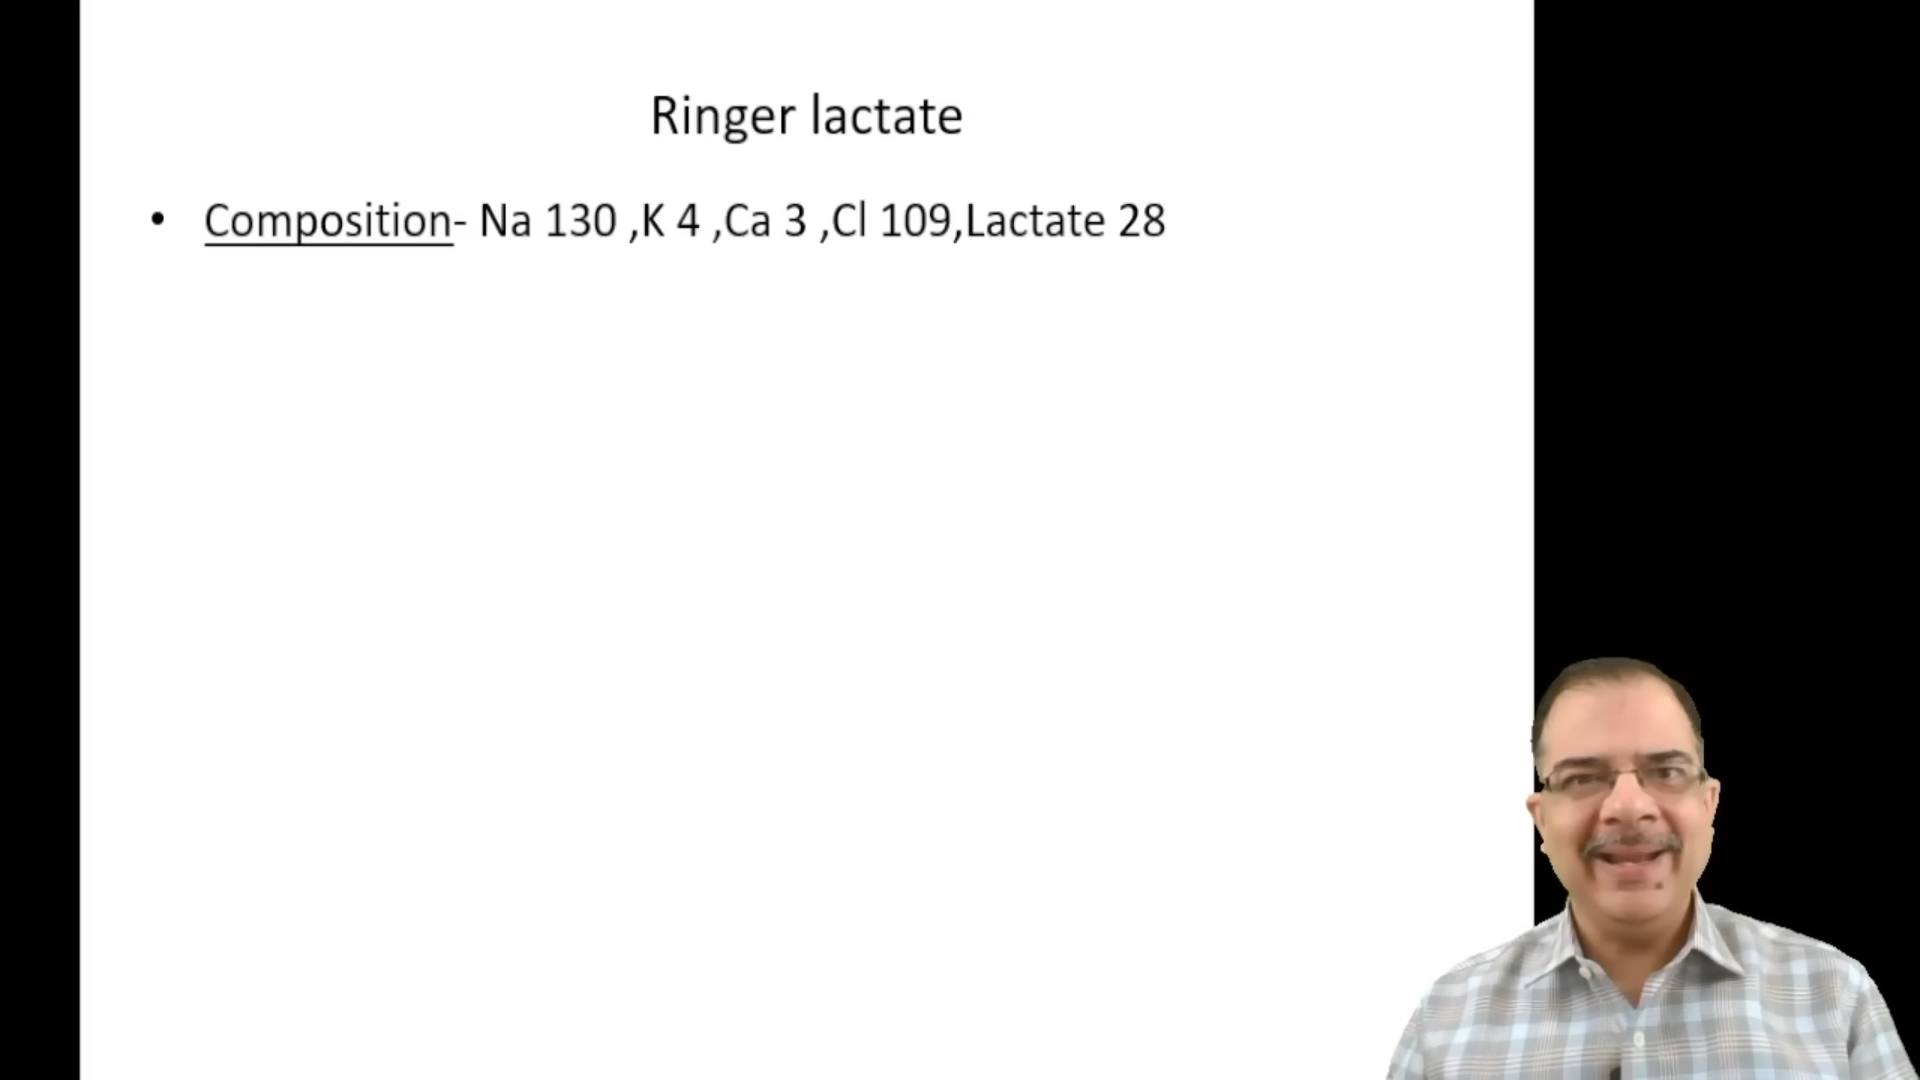 Ringer lactate
• Composition- Na 130 ,K 4 ,Ca 3 ,Cl 109,Lactate 28